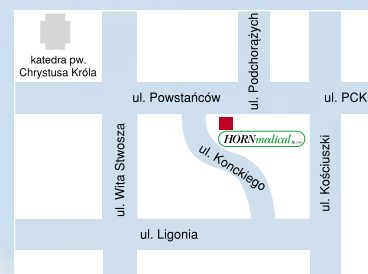 katedra pw.
Chrystusa Króla
ul. Podchorążych
ul. Powstańców
ul. PCK
HORNmedical
ul. Konckiego
ul. Wita Stwosza
ul. Kościuszki
ul. Ligonia